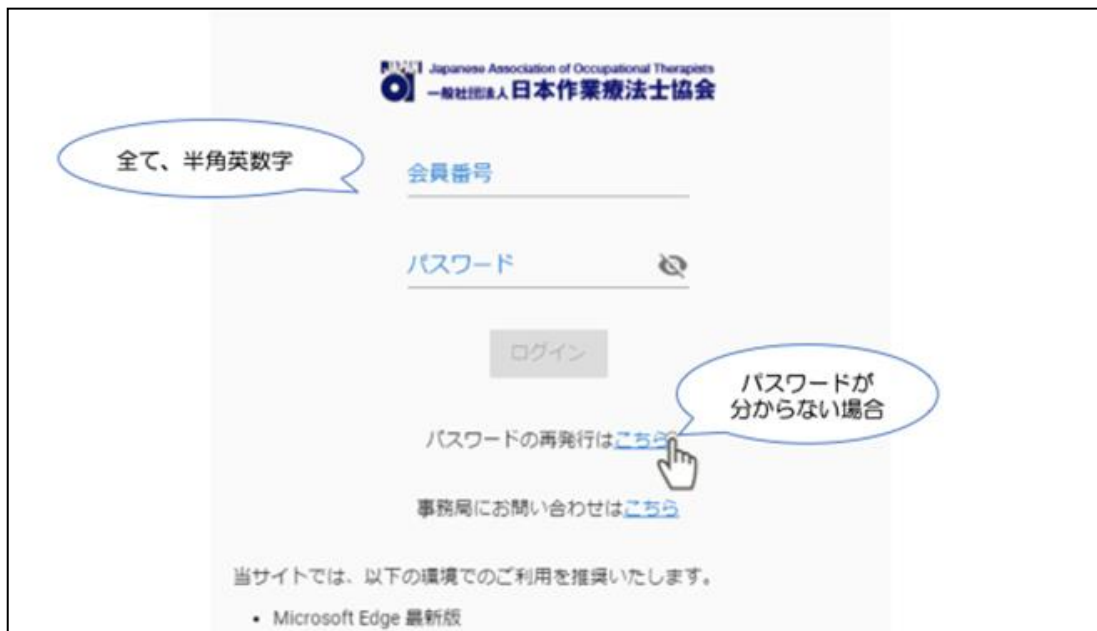 JAPAN
Japanese Association of Occupational Therapists
一般社団法人日本作業療法士協会
全て、半角英数字
会員番号
パスワード
ログイン
パスワードが
分からない場合
パスワードの再発行はこちら
事務局にお問い合わせはこちら
当サイトでは、以下の環境でのご利用を推奨いたします。
• Microsoft Edge 最新版